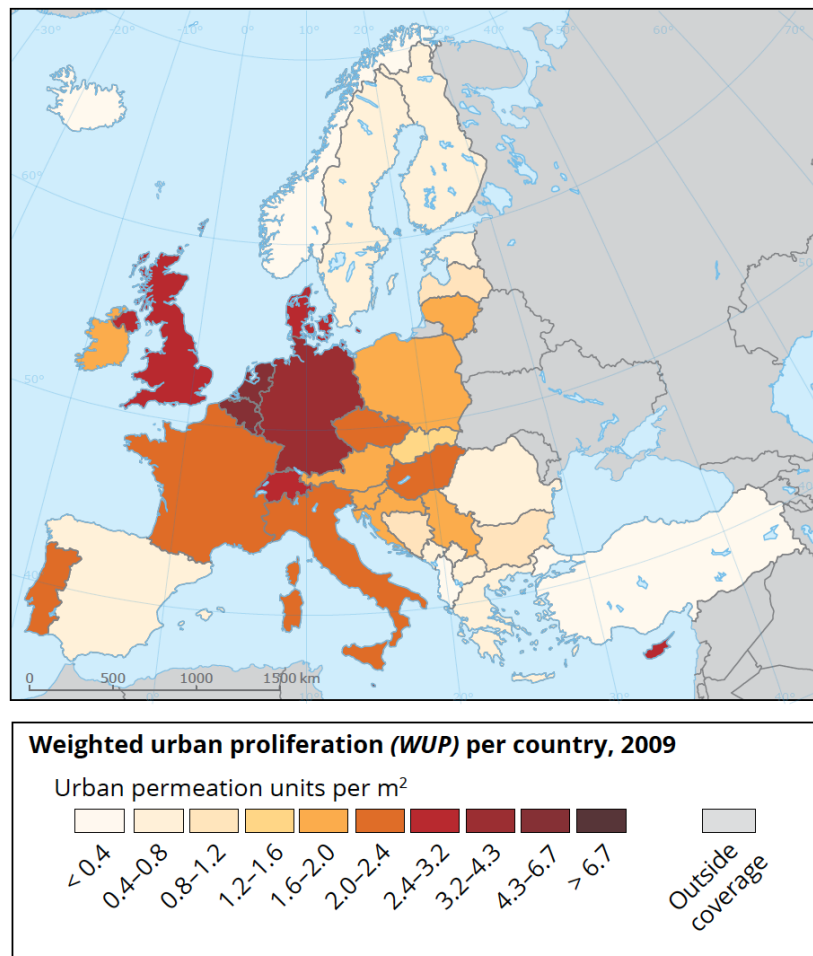 -30° -20° -10° 0° 10° 20° 30° 60° 70°
60°
50
50°
40
40°
0 500 1000 1500 km
0° 10° 20° 30° 40°
Weighted urban proliferation (WUP) per country, 2009
Urban permeation units per m²
< 0.4
0.4–0.8
0.8–1.2
1.2–1.6
1.6–2.0
2.0–2.4
2.4–3.2
3.2–4.3
4.3–6.7
> 6.7
Outside
coverage